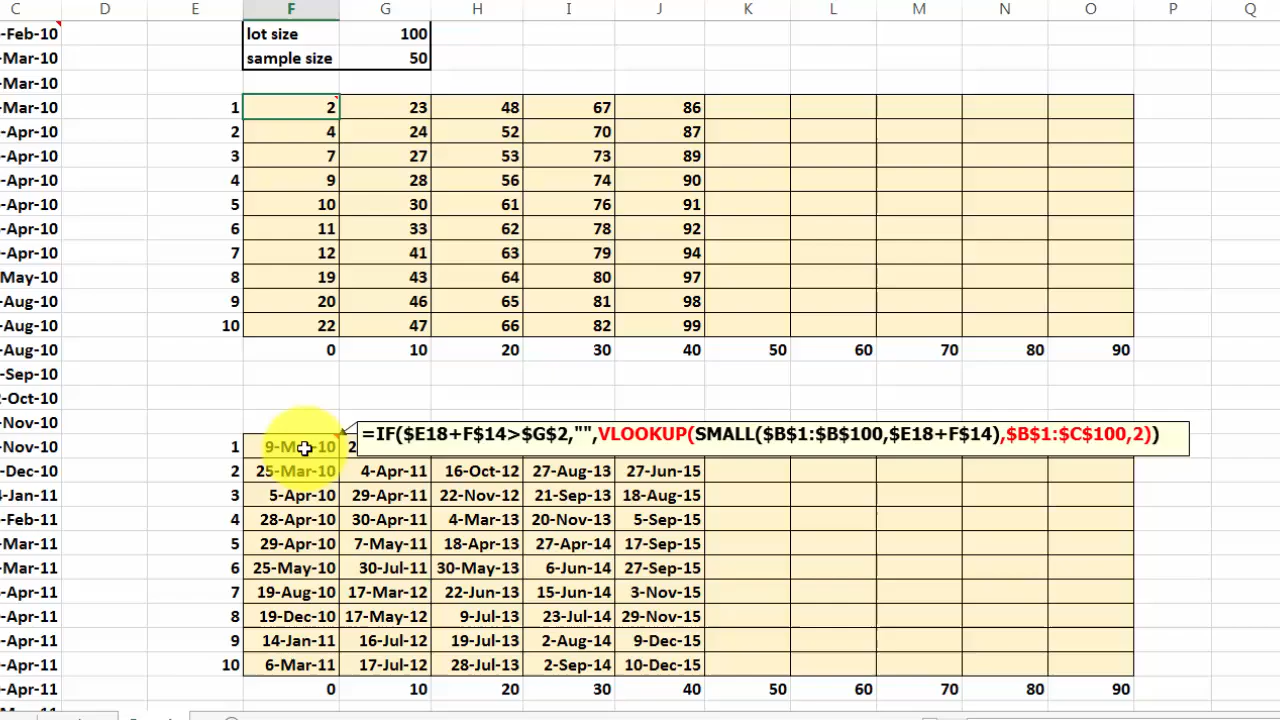 C D E F G H I J K L M N O P Q
-Feb-10 lot size 100
-Mar-10 sample size 50
-Mar-10
-Mar-10 1 2 23 48 67 86
-Apr-10 2 4 24 52 70 87
-Apr-10 3 7 27 53 73 89
-Apr-10 4 9 28 56 74 90
-Apr-10 5 10 30 61 76 91
-Apr-10 6 11 33 62 78 92
-Apr-10 7 12 41 63 79 94
-May-10 8 19 43 64 80 97
-Aug-10 9 20 46 65 81 98
-Aug-10 10 22 47 66 82 99
-Aug-10 0 10 20 30 40 50 60 70 80 90
-Sep-10
-Oct-10
-Nov-10
-Nov-10 1 9-Mar-10 2 =IF($E18+F$14>$G$2,"",VLOOKUP(SMALL($B$1:$B$100,$E18+F$14),$B$1:$C$100,2))
-Dec-10 2 25-Mar-10 4-Apr-11 16-Oct-12 27-Aug-13 27-Jun-15
-Jan-11 3 5-Apr-10 29-Apr-11 22-Nov-12 21-Sep-13 18-Aug-15
-Feb-11 4 28-Apr-10 30-Apr-11 4-Mar-13 20-Nov-13 5-Sep-15
-Mar-11 5 29-Apr-10 7-May-11 18-Apr-13 27-Apr-14 17-Sep-15
-Mar-11 6 25-May-10 30-Jul-11 30-May-13 6-Jun-14 27-Sep-15
-Apr-11 7 19-Aug-10 17-Mar-12 22-Jun-13 15-Jun-14 3-Nov-15
-Apr-11 8 19-Dec-10 17-May-12 9-Jul-13 23-Jul-14 29-Nov-15
-Apr-11 9 14-Jan-11 16-Jul-12 19-Jul-13 2-Aug-14 9-Dec-15
-Apr-11 10 6-Mar-11 17-Jul-12 28-Jul-13 2-Sep-14 10-Dec-15
-Apr-11 0 10 20 30 40 50 60 70 80 90